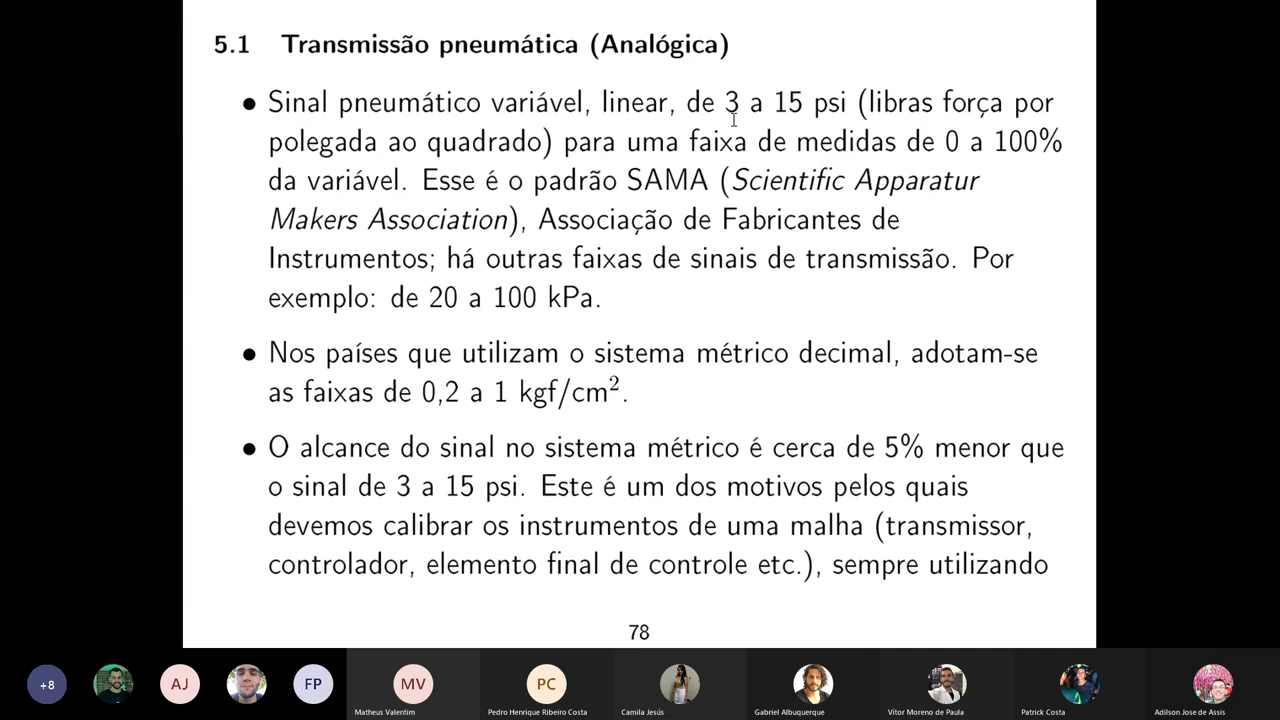 5.1 Transmissão pneumática (Analógica)
• Sinal pneumático variável, linear, de 3 a 15 psi (libras força por
polegada ao quadrado) para uma faixa de medidas de 0 a 100%
da variável. Esse é o padrão SAMA (Scientific Apparatur
Makers Association), Associação de Fabricantes de
Instrumentos; há outras faixas de sinais de transmissão. Por
exemplo: de 20 a 100 kPa.
• Nos países que utilizam o sistema métrico decimal, adotam-se
as faixas de 0,2 a 1 kgf/cm².
• O alcance do sinal no sistema métrico é cerca de 5% menor que
o sinal de 3 a 15 psi. Este é um dos motivos pelos quais
devemos calibrar os instrumentos de uma malha (transmissor,
controlador, elemento final de controle etc.), sempre utilizando
78
+8 AJ FP MV PC
Matheus Valentim Pedro Henrique Ribeiro Costa Camila Jesús Gabriel Albuquerque Vítor Moreno de Paula Patrick Costa Adilson Jose de Assis